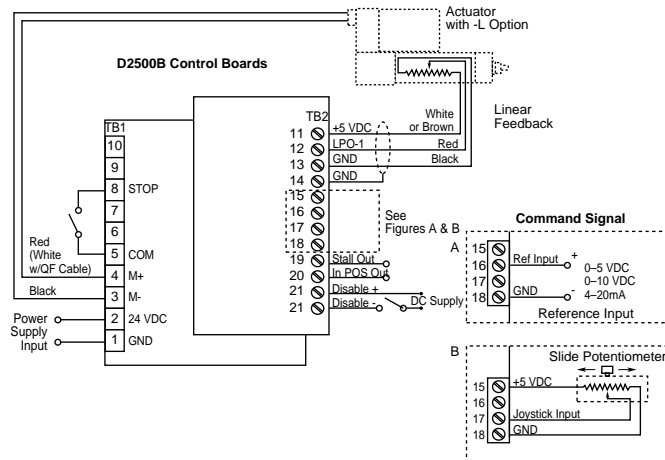 Actuator
with -L Option
D2500B Control Boards
Linear
Feedback
TB1
10
9
8 STOP
7
6
5 COM
4 M+
3 M-
2 24 VDC
1 GND
Red
(White
w/QF Cable)
Black
Power
Supply
Input
TB2
11 +5 VDC White
or Brown
12 LPO-1 Red
13 GND Black
14 GND
15
16
17
18
See
Figures A & B
19 Stall Out
20 In POS Out
21 Disable +
21 Disable -
DC Supply
Command Signal
A
15
16 Ref Input +
17
18 GND -
0–5 VDC
0–10 VDC
4–20mA
Reference Input
B
Slide Potentiometer
15 +5 VDC
16
17 Joystick Input
18 GND